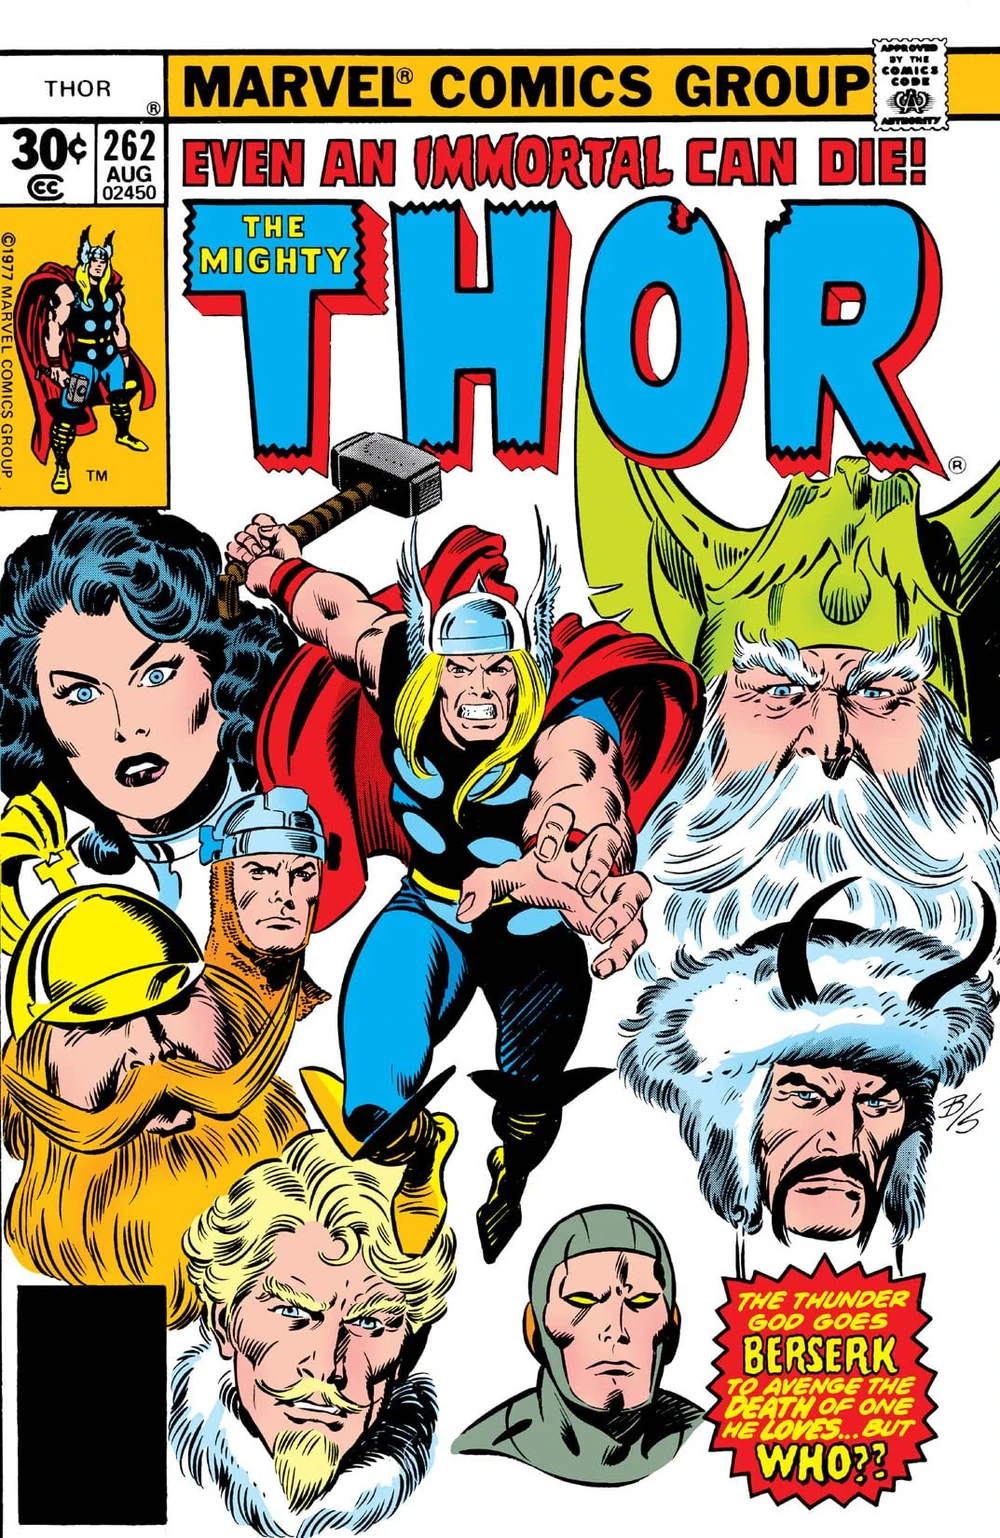 THOR
®
MARVEL® COMICS GROUP
APPROVED
BY THE
COMICS
CODE
CA
AUTHORITY
30¢
CC
262
AUG
02450
EVEN AN IMMORTAL CAN DIE!
THE
MIGHTY
THOR
®
©1977 MARVEL COMICS GROUP
TM
B/S
THE THUNDER
GOD GOES
BERSERK
TO AVENGE THE
DEATH OF ONE
HE LOVES... BUT
WHO??